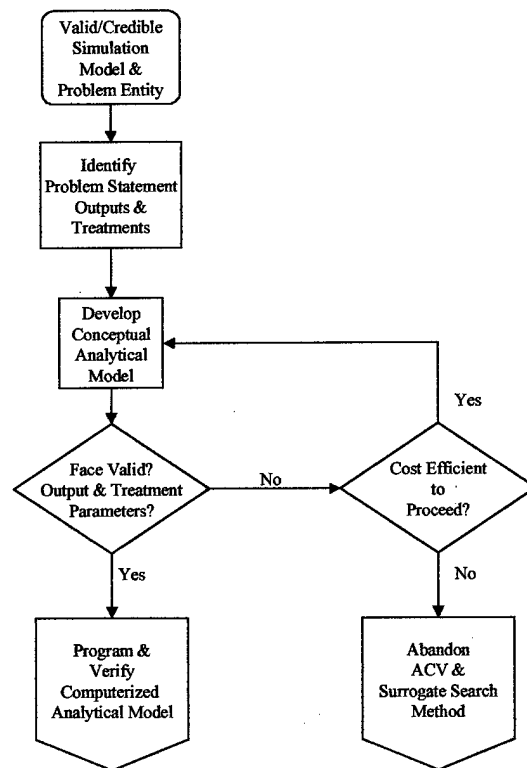 Valid/Credible
Simulation
Model &
Problem Entity
Identify
Problem Statement
Outputs &
Treatments
Develop
Conceptual
Analytical
Model
Yes
Face Valid?
Output & Treatment
Parameters?
No
Cost Efficient
to
Proceed?
Yes
No
Program &
Verify
Computerized
Analytical Model
Abandon
ACV &
Surrogate Search
Method